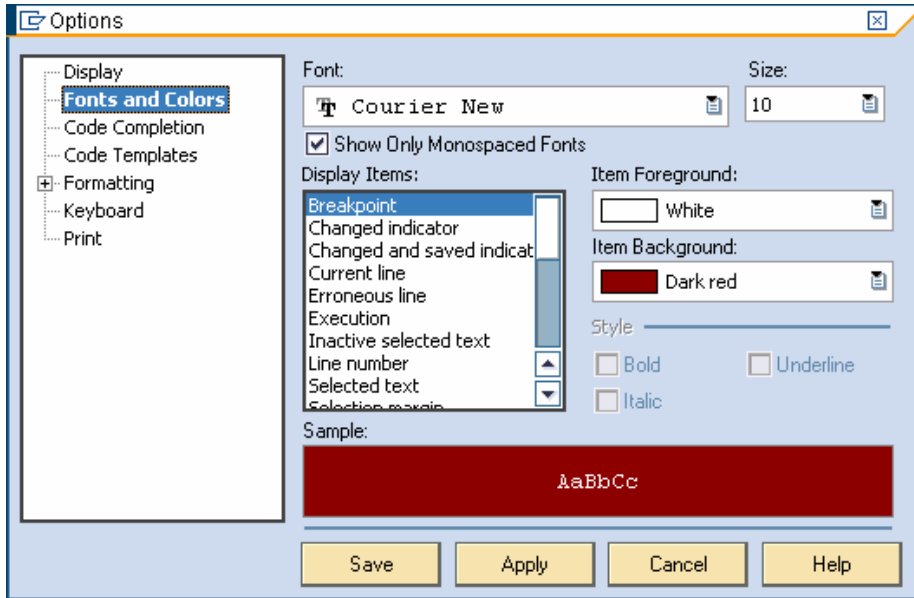 Options
Display
Fonts and Colors
Code Completion
Code Templates
Formatting
Keyboard
Print
Font:
Size:
Courier New
10
Show Only Monospaced Fonts
Display Items:
Breakpoint
Changed indicator
Changed and saved indicat
Current line
Erroneous line
Execution
Inactive selected text
Line number
Selected text
Selection margin
Item Foreground:
White
Item Background:
Dark red
Style
Bold
Underline
Italic
Sample:
AaBbCc
Save
Apply
Cancel
Help